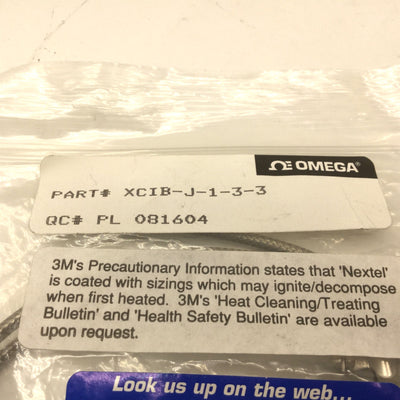 ΩE OMEGA®
PART# XCIB-J-1-3-3
QC# PL 081604
3M's Precautionary Information states that 'Nextel'
is coated with sizings which may ignite/decompose
when first heated. 3M's 'Heat Cleaning/Treating
Bulletin' and 'Health Safety Bulletin' are available
upon request.
Look us up on the web...